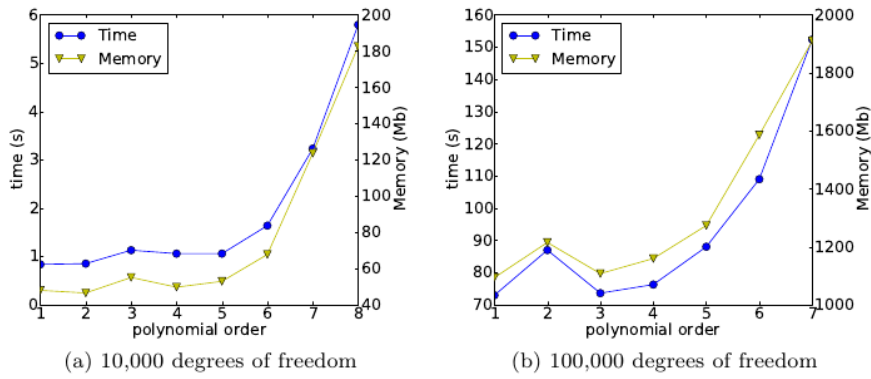 Time
Memory
time (s)
6
5
4
3
2
1
0
200
180
160
140
120
100
80
60
40
Memory (Mb)
1 2 3 4 5 6 7 8
polynomial order
(a) 10,000 degrees of freedom
Time
Memory
time (s)
160
150
140
130
120
110
100
90
80
70
2000
1800
1600
1400
1200
1000
Memory (Mb)
1 2 3 4 5 6 7
polynomial order
(b) 100,000 degrees of freedom